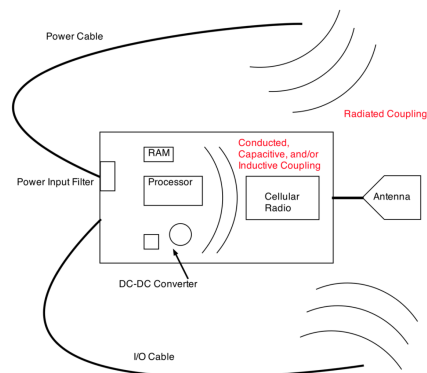 Power Cable
Radiated Coupling
Conducted,
Capacitive, and/or
Inductive Coupling
RAM
Power Input Filter
Processor
Cellular
Radio
Antenna
DC-DC Converter
I/O Cable